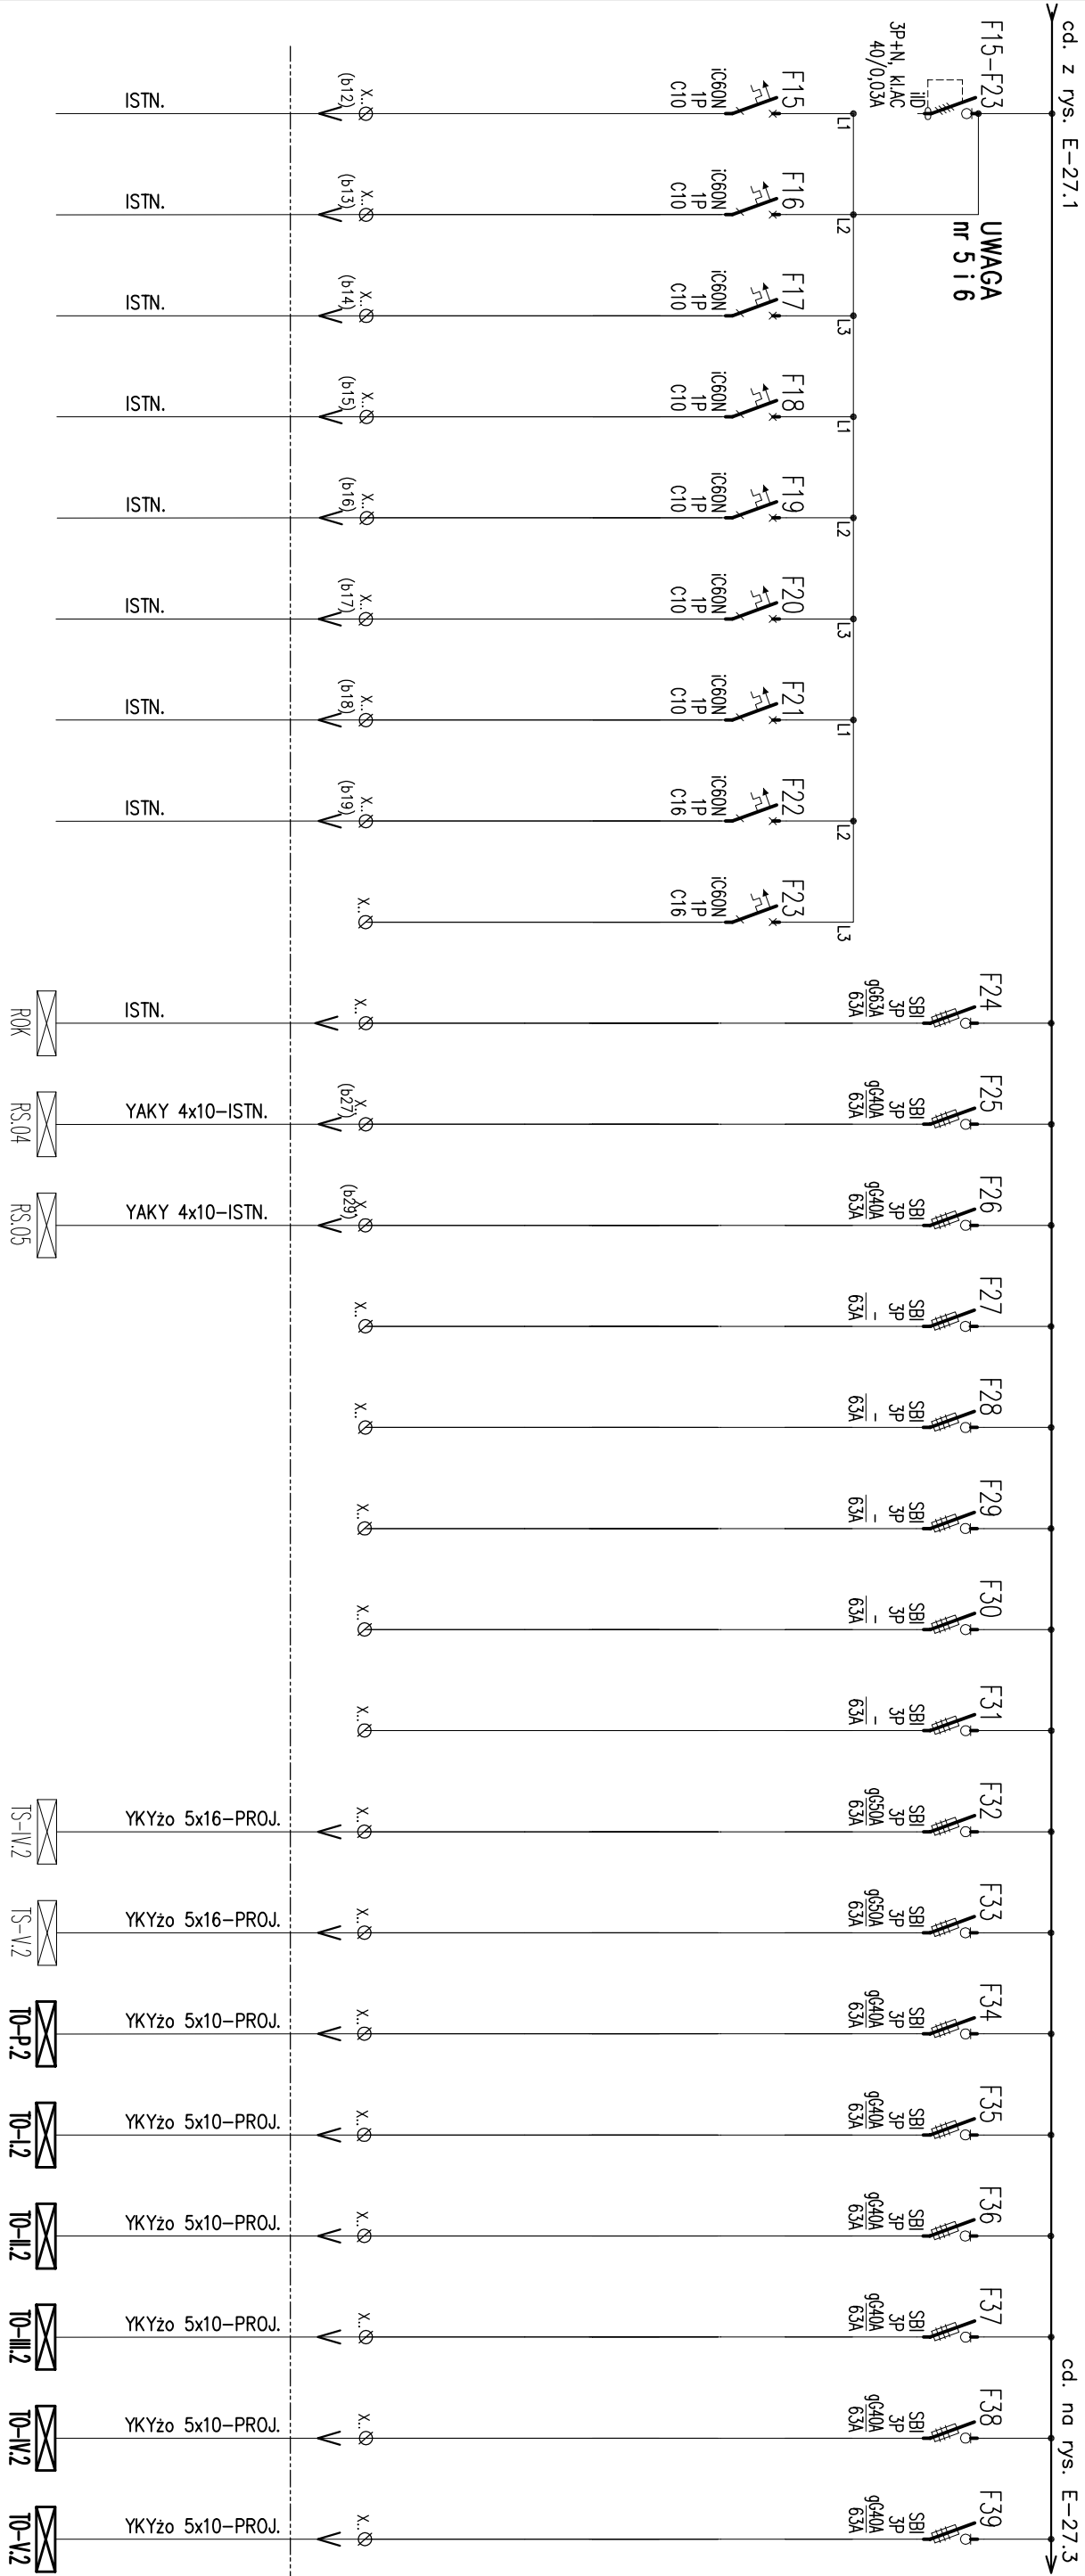 cd. z rys. E-27.1
cd. na rys. E-27.3
F15-F23
iID
3P+N, kl.AC
40/0,03A
UWAGA
nr 5 i 6
F15
iC60N
1P
C10
L1
X..
(b12)
ISTN.
F16
iC60N
1P
C10
L2
X..
(b13)
ISTN.
F17
iC60N
1P
C10
L3
X..
(b14)
ISTN.
F18
iC60N
1P
C10
L1
X..
(b15)
ISTN.
F19
iC60N
1P
C10
L2
X..
(b16)
ISTN.
F20
iC60N
1P
C10
L3
X..
(b17)
ISTN.
F21
iC60N
1P
C10
L1
X..
(b18)
ISTN.
F22
iC60N
1P
C16
L2
X..
(b19)
ISTN.
F23
iC60N
1P
C16
L3
X..
F24
SBI
3P
gG63A
63A
X..
ISTN.
ROK
F25
SBI
3P
gG40A
63A
X..
(b27)
YAKY 4x10-ISTN.
RS.04
F26
SBI
3P
gG40A
63A
X..
(b29)
YAKY 4x10-ISTN.
RS.05
F27
SBI
3P
-
63A
X..
F28
SBI
3P
-
63A
X..
F29
SBI
3P
-
63A
X..
F30
SBI
3P
-
63A
X..
F31
SBI
3P
-
63A
X..
F32
SBI
3P
gG50A
63A
X..
YKYżo 5x16-PROJ.
TS-IV.2
F33
SBI
3P
gG50A
63A
X..
YKYżo 5x16-PROJ.
TS-V.2
F34
SBI
3P
gG40A
63A
X..
YKYżo 5x10-PROJ.
TO-P.2
F35
SBI
3P
gG40A
63A
X..
YKYżo 5x10-PROJ.
TO-I.2
F36
SBI
3P
gG40A
63A
X..
YKYżo 5x10-PROJ.
TO-II.2
F37
SBI
3P
gG40A
63A
X..
YKYżo 5x10-PROJ.
TO-III.2
F38
SBI
3P
gG40A
63A
X..
YKYżo 5x10-PROJ.
TO-IV.2
F39
SBI
3P
gG40A
63A
X..
YKYżo 5x10-PROJ.
TO-V.2